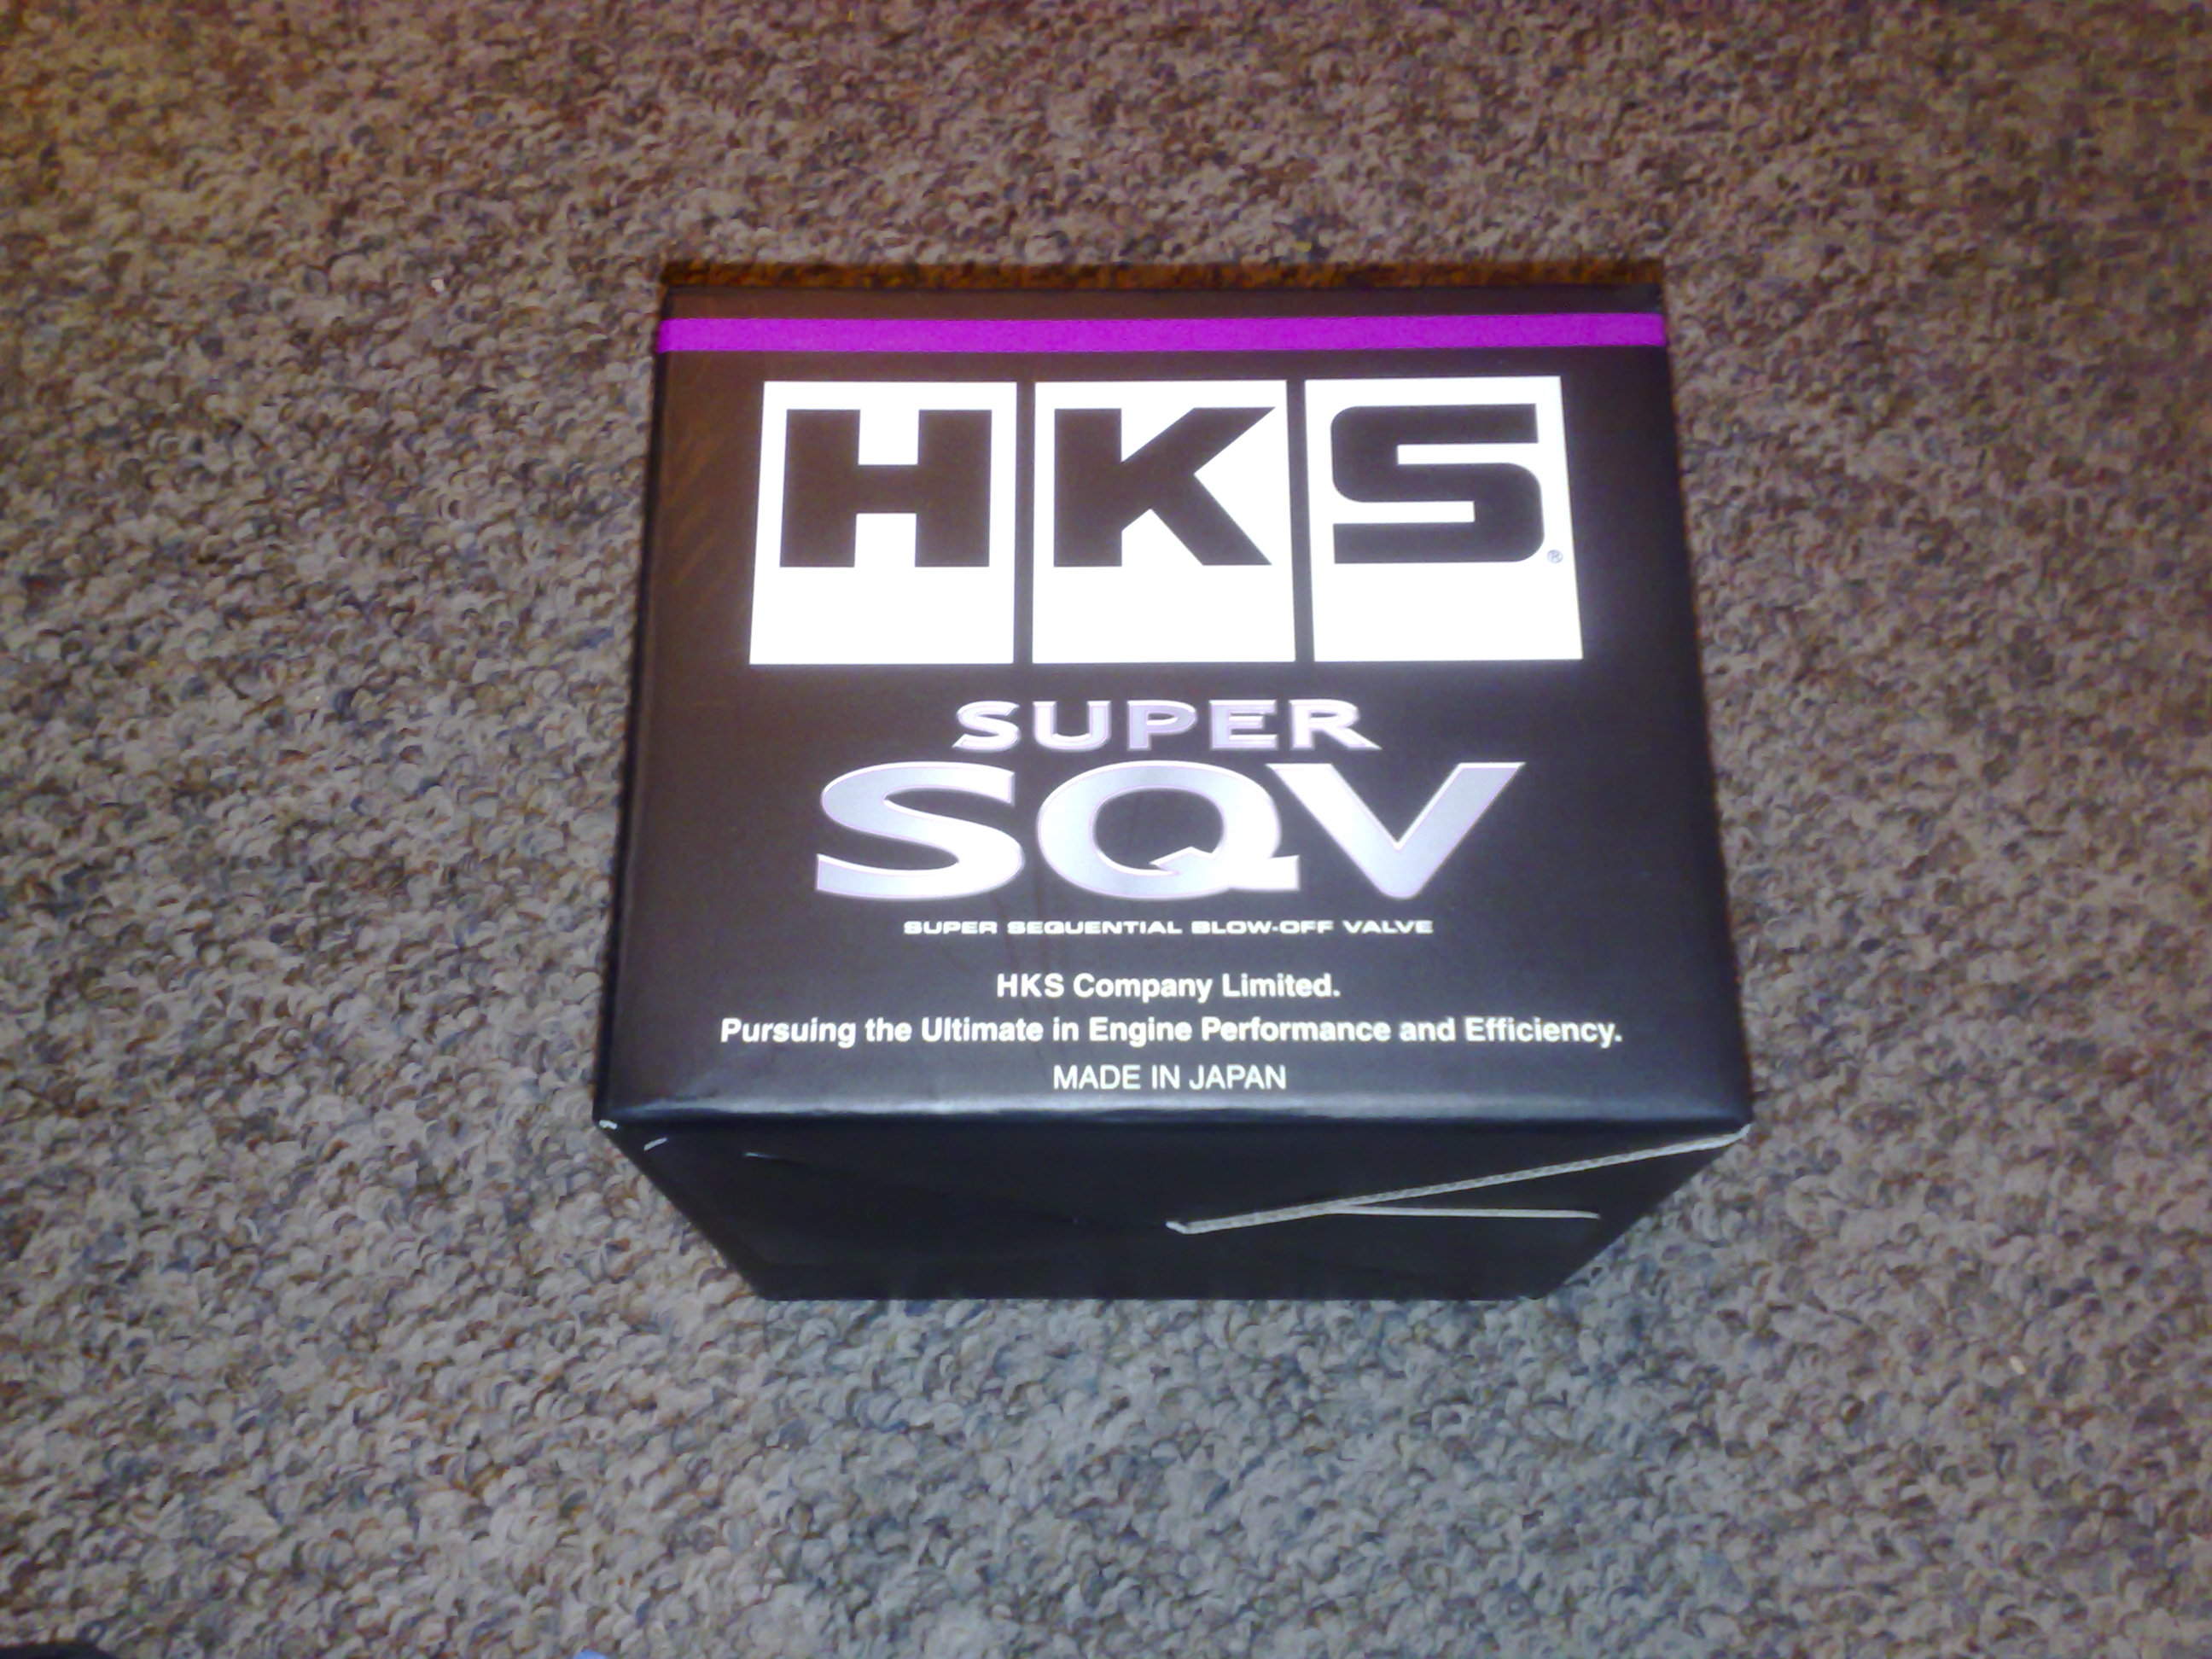 HKS®
SUPER
SQV
SUPER SEQUENTIAL BLOW-OFF VALVE
HKS Company Limited.
Pursuing the Ultimate in Engine Performance and Efficiency.
MADE IN JAPAN